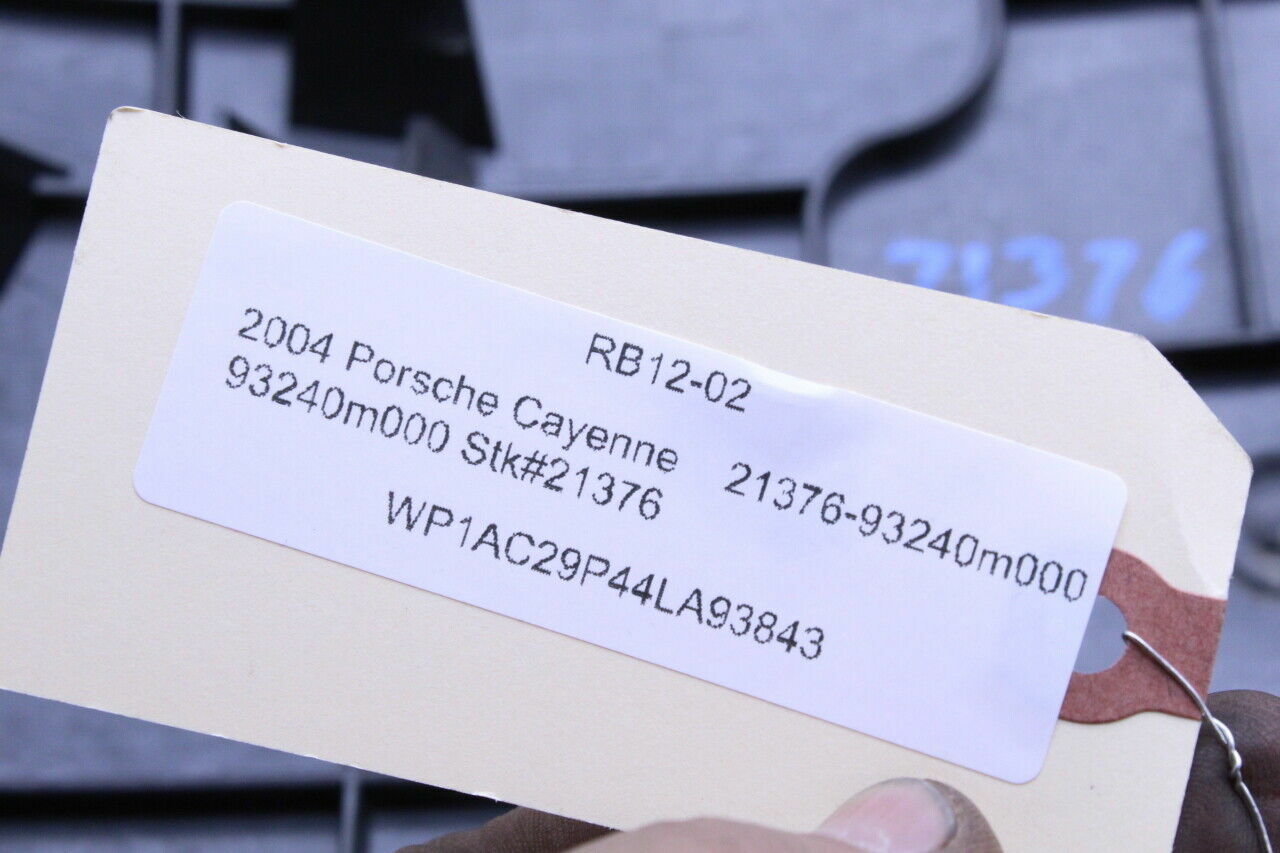 RB12-02
2004 Porsche Cayenne
93240m000 Stk#21376
21376-93240m000
WP1AC29P44LA93843
21376